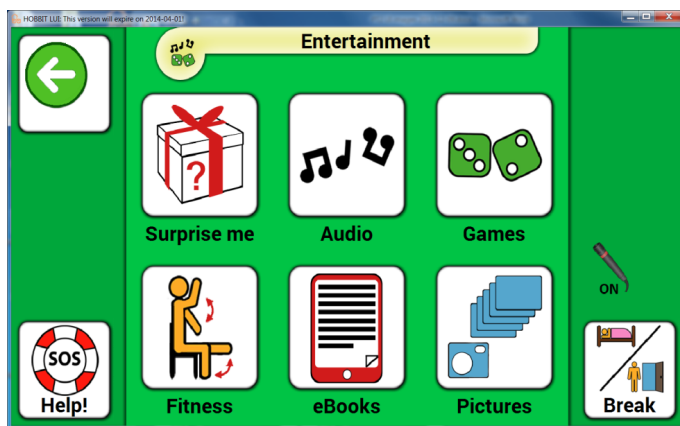 HOBBIT LUI: This version will expire on 2014-04-01!
Entertainment
?
Surprise me
Audio
Games
ON
SOS
Help!
Fitness
eBooks
Pictures
Break